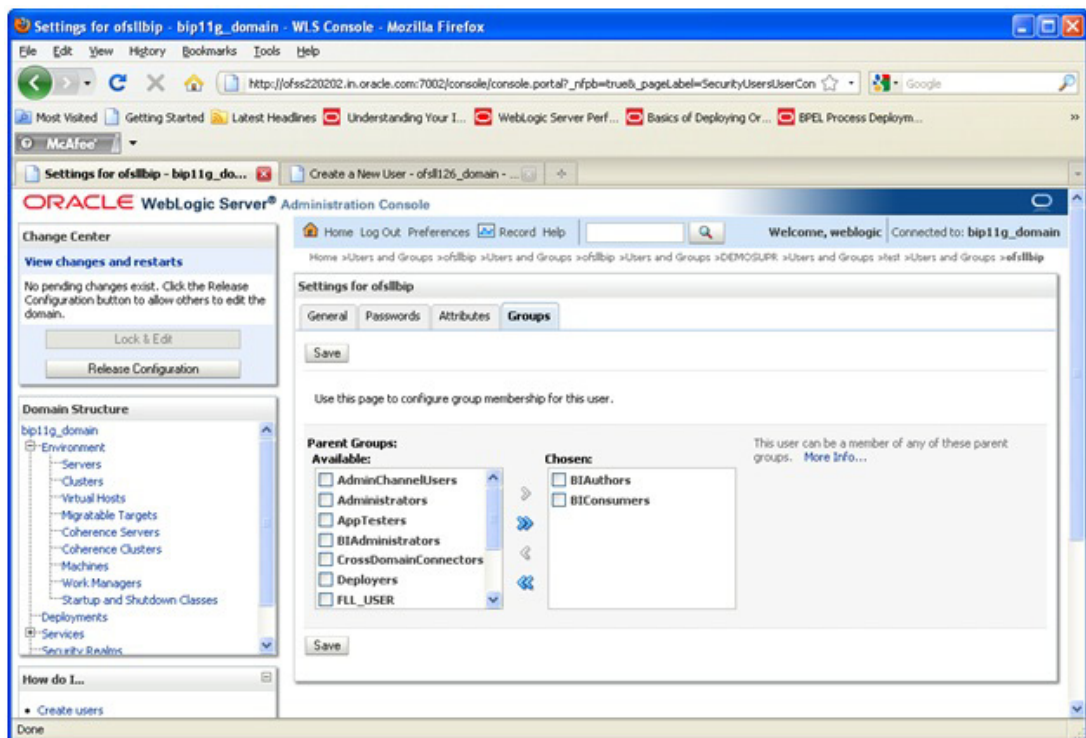 Settings for ofsllbip - bip11g_domain - WLS Console - Mozilla Firefox
File Edit View History Bookmarks Tools Help
http://ofss220202.in.oracle.com:7002/console/console.portal?_nfpb=true&_pageLabel=SecurityUsersUserCon
Google
Most Visited Getting Started Latest Headlines Understanding Your I... WebLogic Server Perf... Basics of Deploying Or... BPEL Process Deploym... »
McAfee
Settings for ofsllbip - bip11g_do... Create a New User - ofsll126_domain - ...
ORACLE WebLogic Server® Administration Console
Change Center
View changes and restarts
No pending changes exist. Click the Release
Configuration button to allow others to edit the
domain.
Lock & Edit
Release Configuration
Domain Structure
bip11g_domain
Environment
Servers
Clusters
Virtual Hosts
Migratable Targets
Coherence Servers
Coherence Clusters
Machines
Work Managers
Startup and Shutdown Classes
Deployments
Services
Security Realms
How do I...
Create users
Home Log Out Preferences Record Help
Welcome, weblogic Connected to: bip11g_domain
Home >Users and Groups >ofsllbip >Users and Groups >ofsllbip >Users and Groups >DEMOSUPR >Users and Groups >test >Users and Groups >ofsllbip
Settings for ofsllbip
General Passwords Attributes Groups
Save
Use this page to configure group membership for this user.
Parent Groups:
Available:
AdminChannelUsers
Administrators
AppTesters
BIAdministrators
CrossDomainConnectors
Deployers
FLL_USER
Chosen:
BIAuthors
BIConsumers
This user can be a member of any of these parent
groups. More Info...
Save
Done